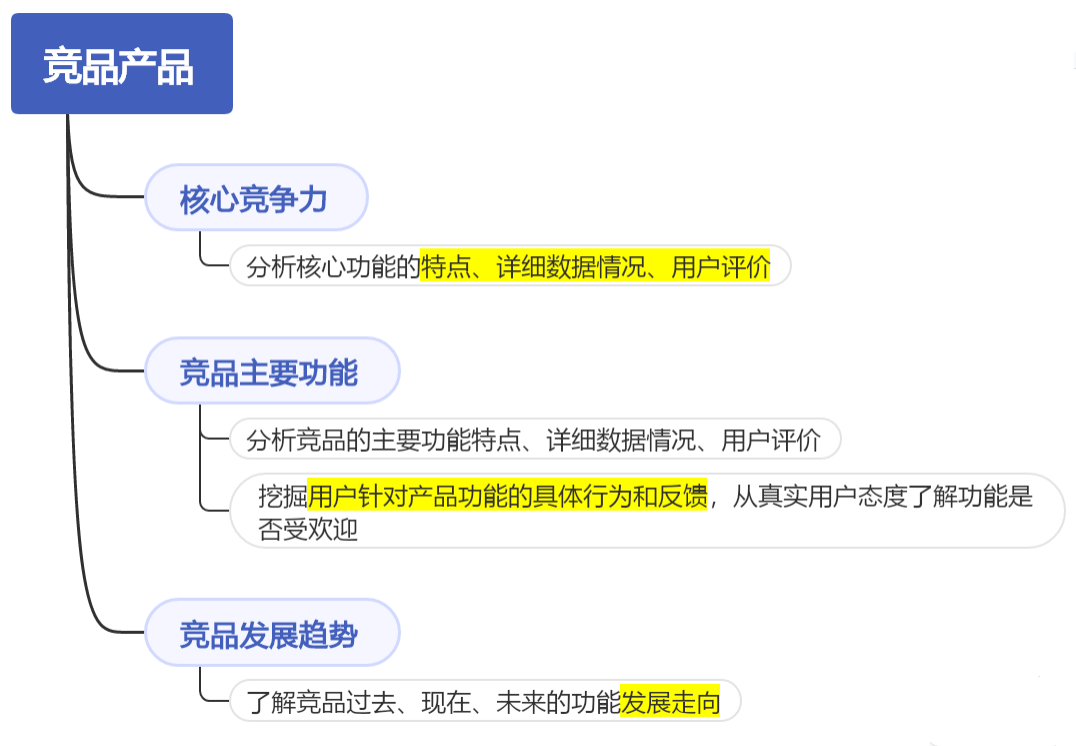 竞品产品
核心竞争力
分析核心功能的特点、详细数据情况、用户评价
竞品主要功能
分析竞品的主要功能特点、详细数据情况、用户评价
挖掘用户针对产品功能的具体行为和反馈，从真实用户态度了解功能是
否受欢迎
竞品发展趋势
了解竞品过去、现在、未来的功能发展走向